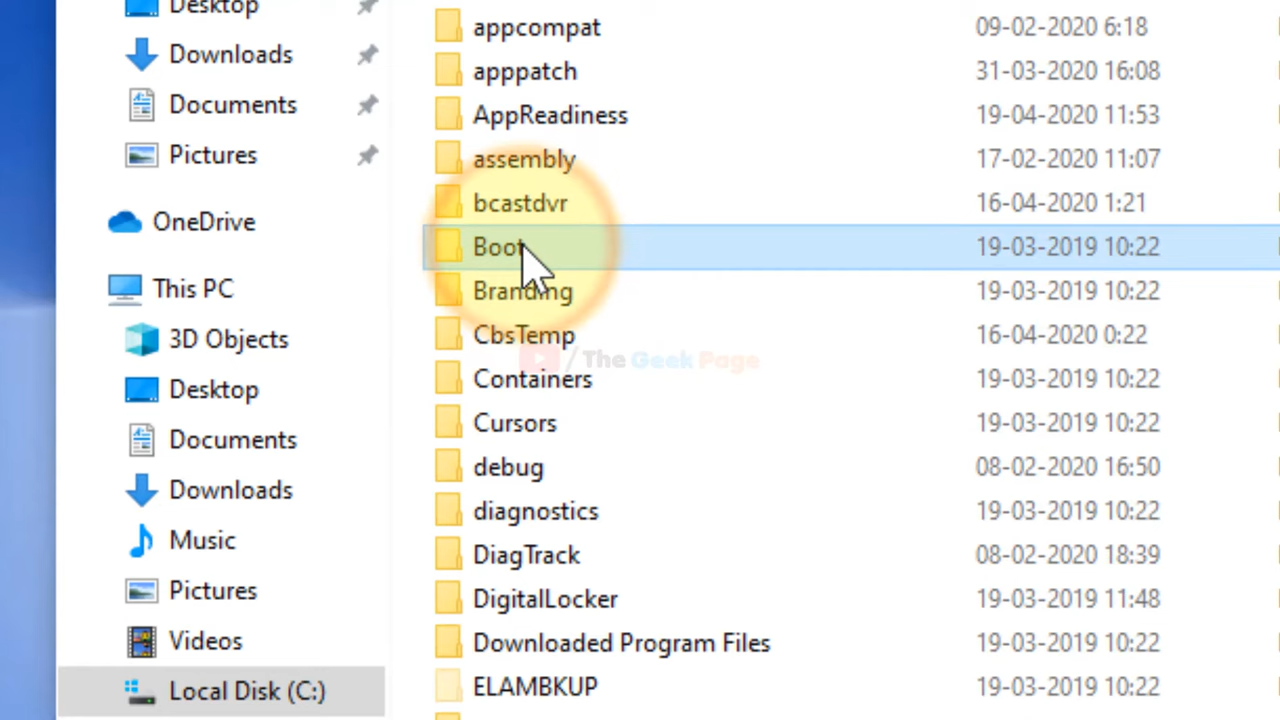 Desktop
Downloads
Documents
Pictures
OneDrive
This PC
3D Objects
Desktop
Documents
Downloads
Music
Pictures
Videos
Local Disk (C:)
appcompat 09-02-2020 6:18
apppatch 31-03-2020 16:08
AppReadiness 19-04-2020 11:53
assembly 17-02-2020 11:07
bcastdvr 16-04-2020 1:21
Boot 19-03-2019 10:22
Branding 19-03-2019 10:22
CbsTemp 16-04-2020 0:22
/The Geek Page
Containers 19-03-2019 10:22
Cursors 19-03-2019 10:22
debug 08-02-2020 16:50
diagnostics 19-03-2019 10:22
DiagTrack 08-02-2020 18:39
DigitalLocker 19-03-2019 11:48
Downloaded Program Files 19-03-2019 10:22
ELAMBKUP 19-03-2019 10:22